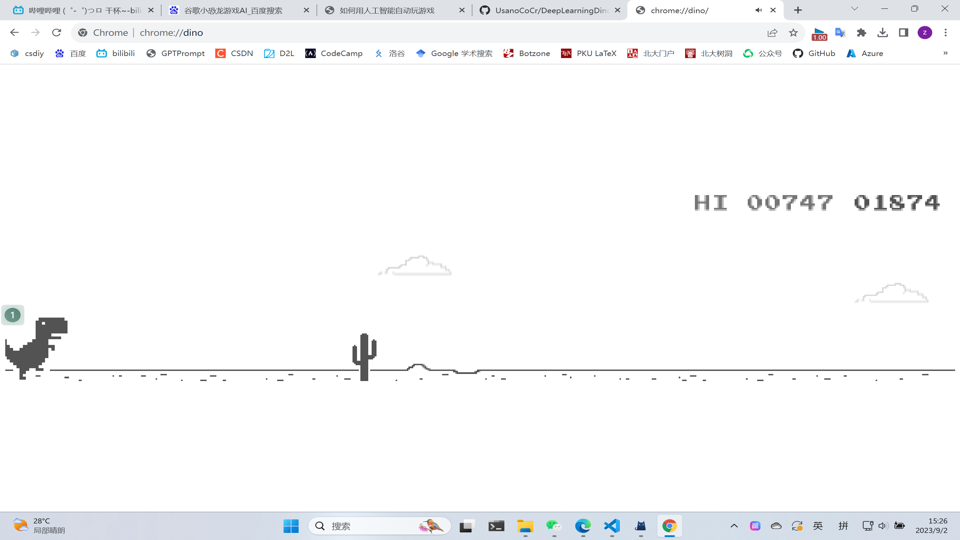 哔哩哔哩 (゜-゜)つロ 干杯~-bili
谷歌小恐龙游戏AI_百度搜索
如何用人工智能自动玩游戏
UsanoCoCr/DeepLearningDin
chrome://dino/
Chrome | chrome://dino
1.00
z
csdiy
百度
bilibili
GPTPrompt
CSDN
D2L
CodeCamp
洛谷
Google 学术搜索
Botzone
PKU LaTeX
北大门户
北大树洞
公众号
GitHub
Azure
»
HI 00747 01874
1
28°C
局部晴朗
搜索
英
拼
15:26
2023/9/2